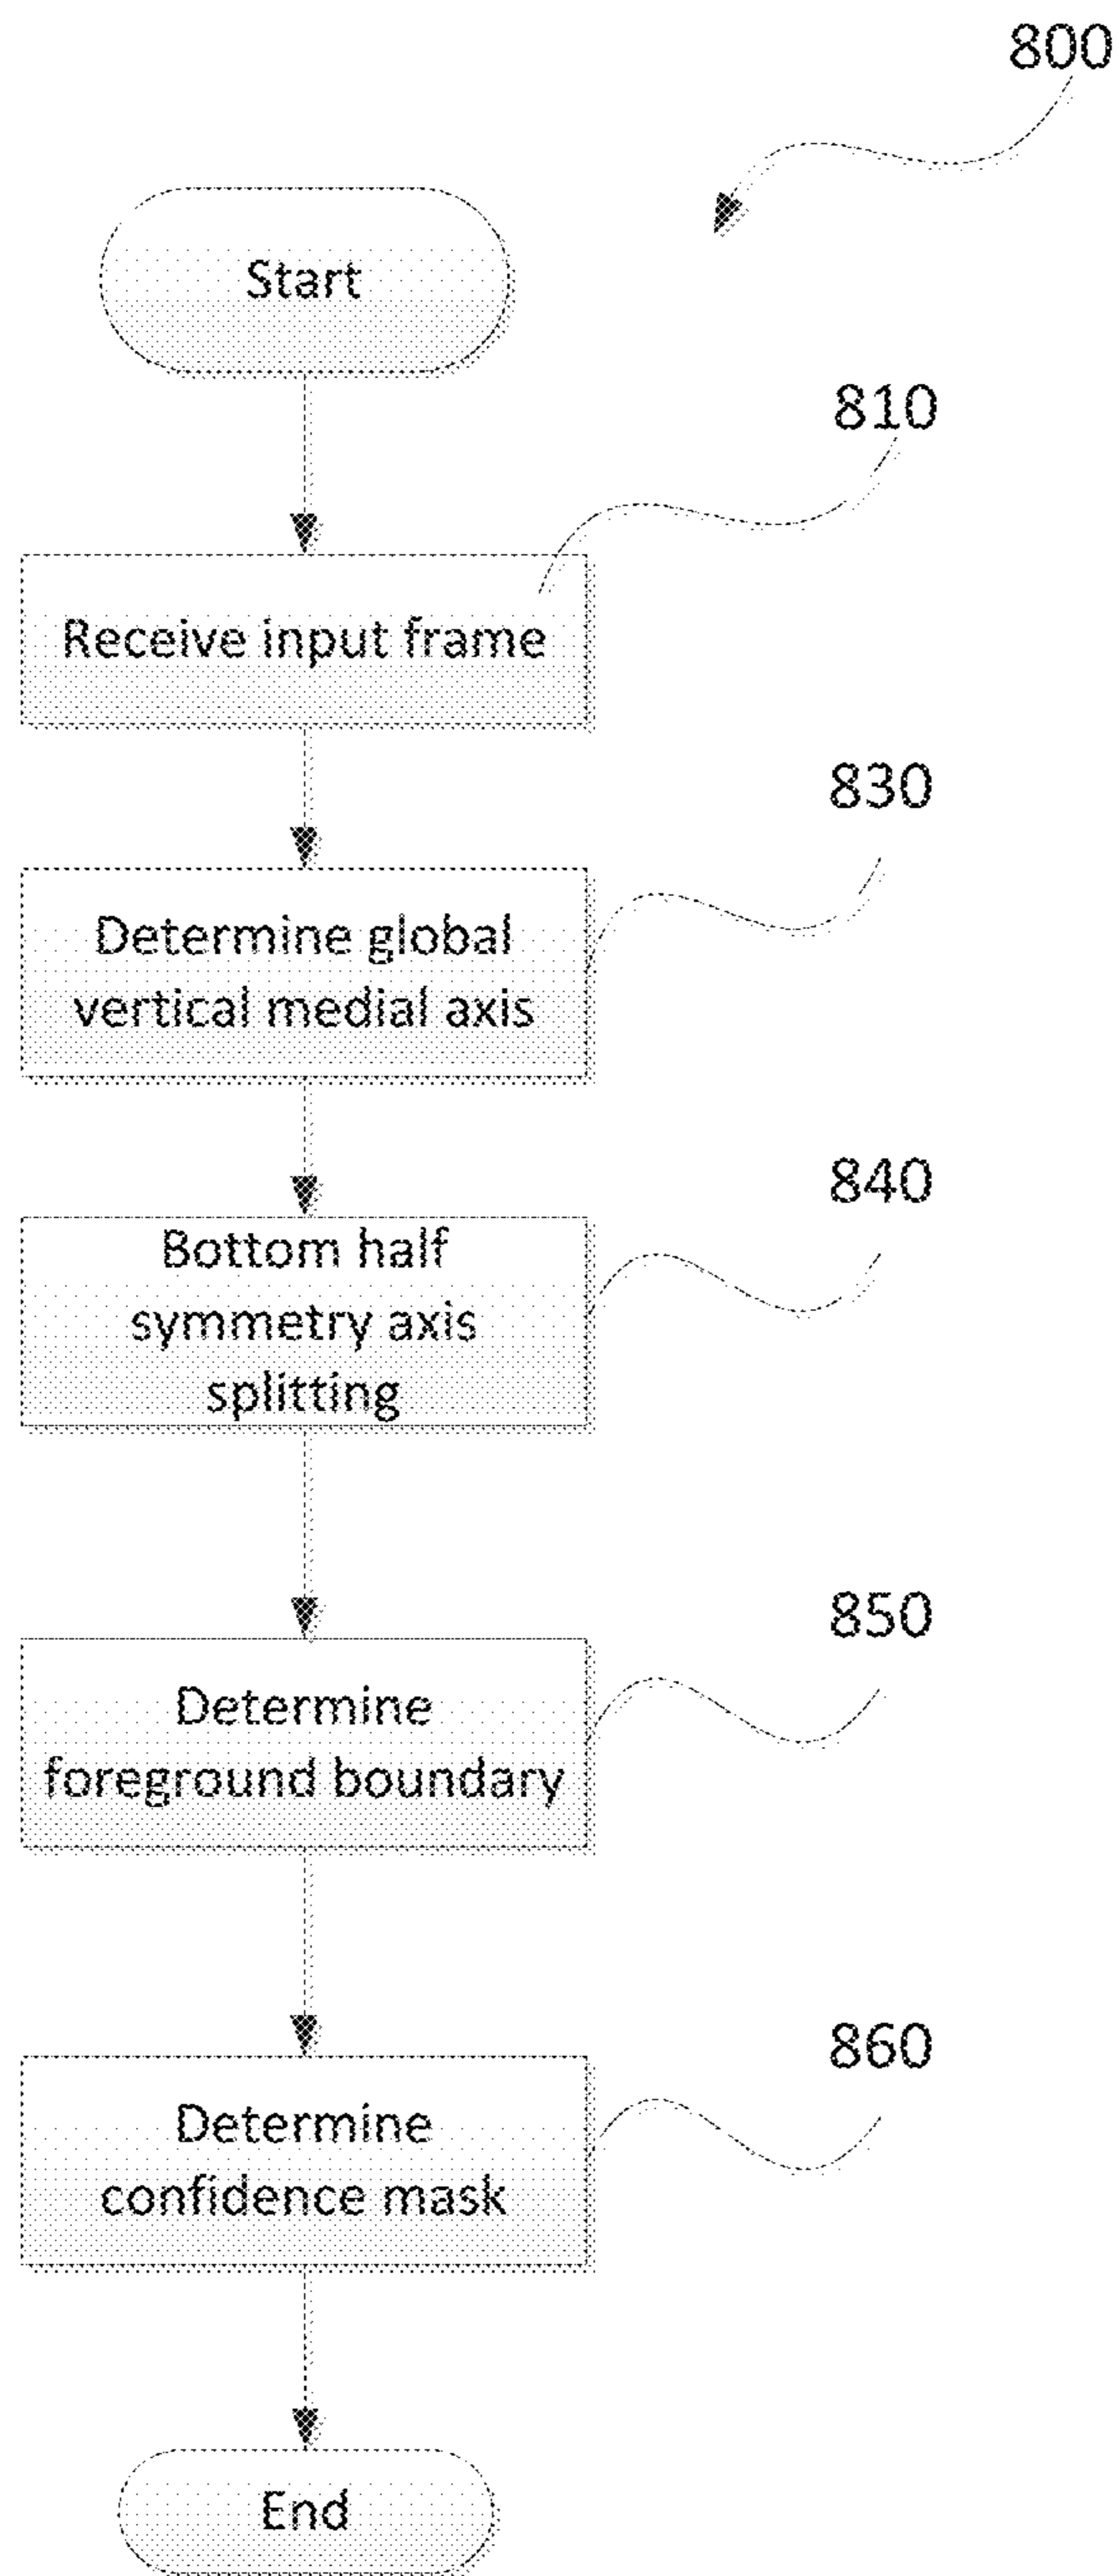 800
Start
810
Receive input frame
830
Determine global
vertical medial axis
840
Bottom half
symmetry axis
splitting
850
Determine
foreground boundary
860
Determine
confidence mask
End